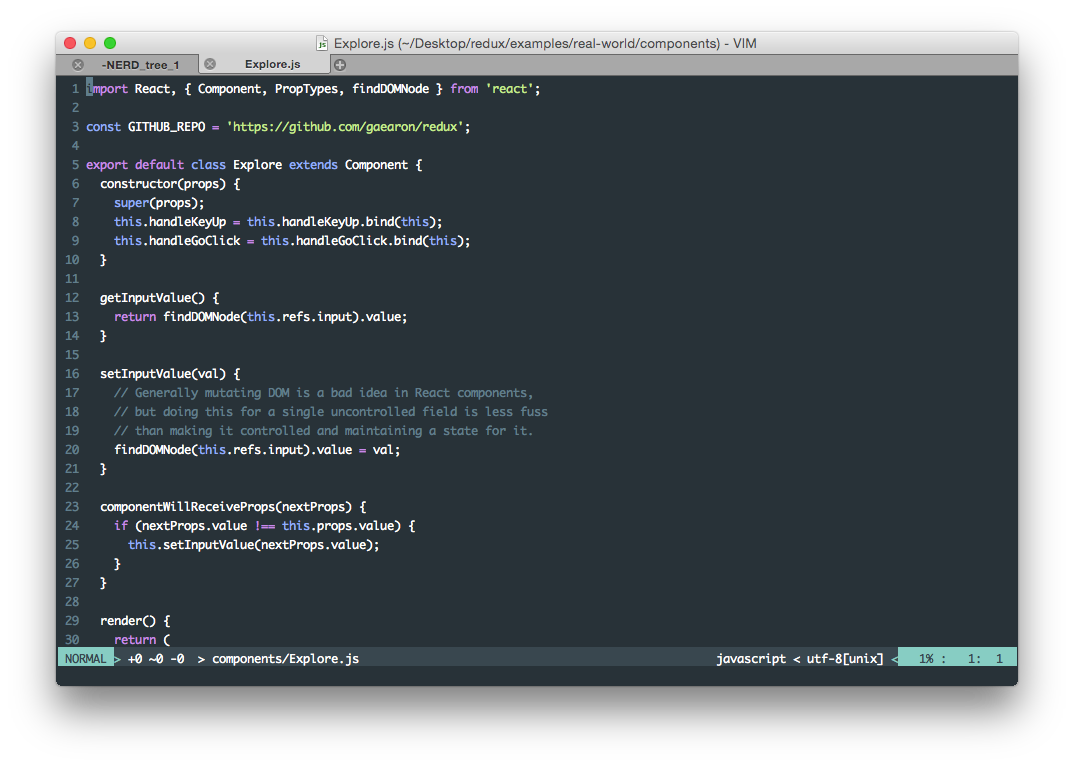 Explore.js (~/Desktop/redux/examples/real-world/components) - VIM
-NERD_tree_1 Explore.js
1 import React, { Component, PropTypes, findDOMNode } from 'react';
2
3 const GITHUB_REPO = 'https://github.com/gaearon/redux';
4
5 export default class Explore extends Component {
6   constructor(props) {
7     super(props);
8     this.handleKeyUp = this.handleKeyUp.bind(this);
9     this.handleGoClick = this.handleGoClick.bind(this);
10   }
11
12   getInputValue() {
13     return findDOMNode(this.refs.input).value;
14   }
15
16   setInputValue(val) {
17     // Generally mutating DOM is a bad idea in React components,
18     // but doing this for a single uncontrolled field is less fuss
19     // than making it controlled and maintaining a state for it.
20     findDOMNode(this.refs.input).value = val;
21   }
22
23   componentWillReceiveProps(nextProps) {
24     if (nextProps.value !== this.props.value) {
25       this.setInputValue(nextProps.value);
26     }
27   }
28
29   render() {
30     return (
NORMAL > +0 ~0 -0 > components/Explore.js javascript < utf-8[unix] < 1% : 1: 1